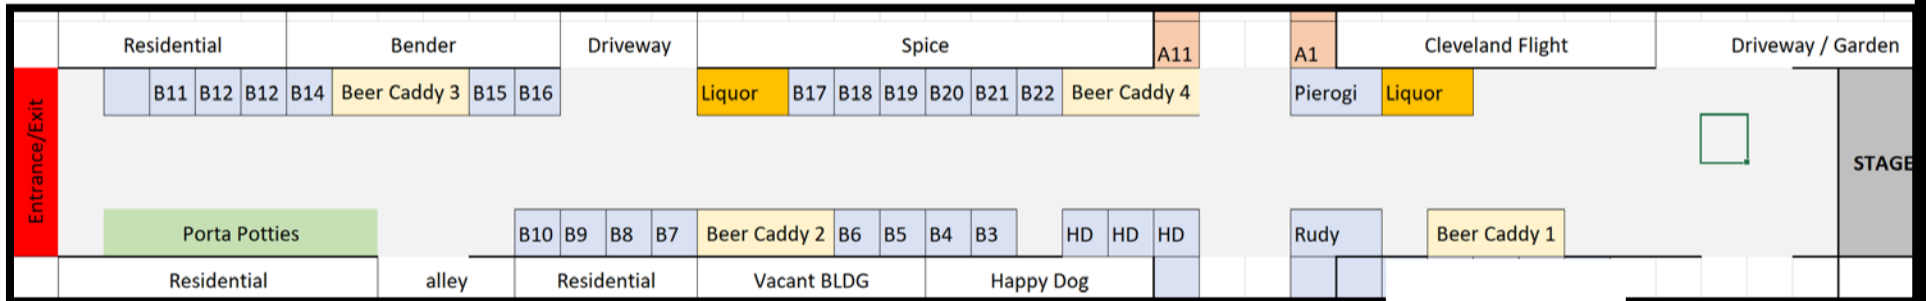 Residential
Bender
Driveway
Spice
A11
A1
Cleveland Flight
Driveway / Garden
Entrance/Exit
B11
B12
B12
B14
Beer Caddy 3
B15
B16
Liquor
B17
B18
B19
B20
B21
B22
Beer Caddy 4
Pierogi
Liquor
STAGE
Porta Potties
B10
B9
B8
B7
Beer Caddy 2
B6
B5
B4
B3
HD
HD
HD
Rudy
Beer Caddy 1
Residential
alley
Residential
Vacant BLDG
Happy Dog